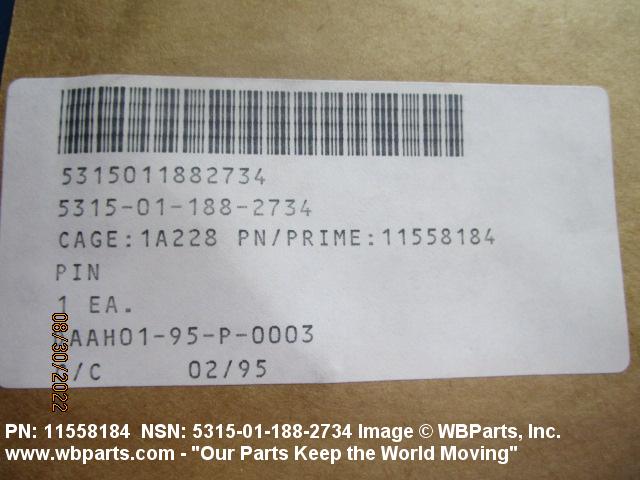 5315011882734
5315-01-188-2734
CAGE:1A228 PN/PRIME:11558184
PIN
1 EA.
AAH01-95-P-0003
/C 02/95
08/30/2022
PN: 11558184 NSN: 5315-01-188-2734 Image © WBParts, Inc.
www.wbparts.com - "Our Parts Keep the World Moving"